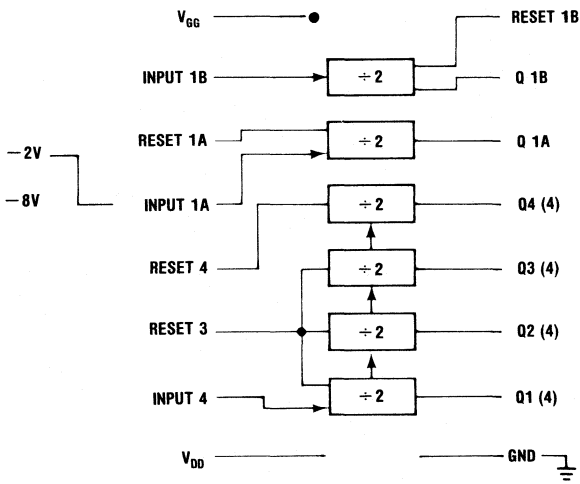 V_GG RESET 1B
INPUT 1B ÷ 2 Q 1B
RESET 1A ÷ 2 Q 1A
−2V
−8V INPUT 1A ÷ 2 Q4 (4)
RESET 4 ÷ 2 Q3 (4)
RESET 3 ÷ 2 Q2 (4)
INPUT 4 ÷ 2 Q1 (4)
V_DD GND